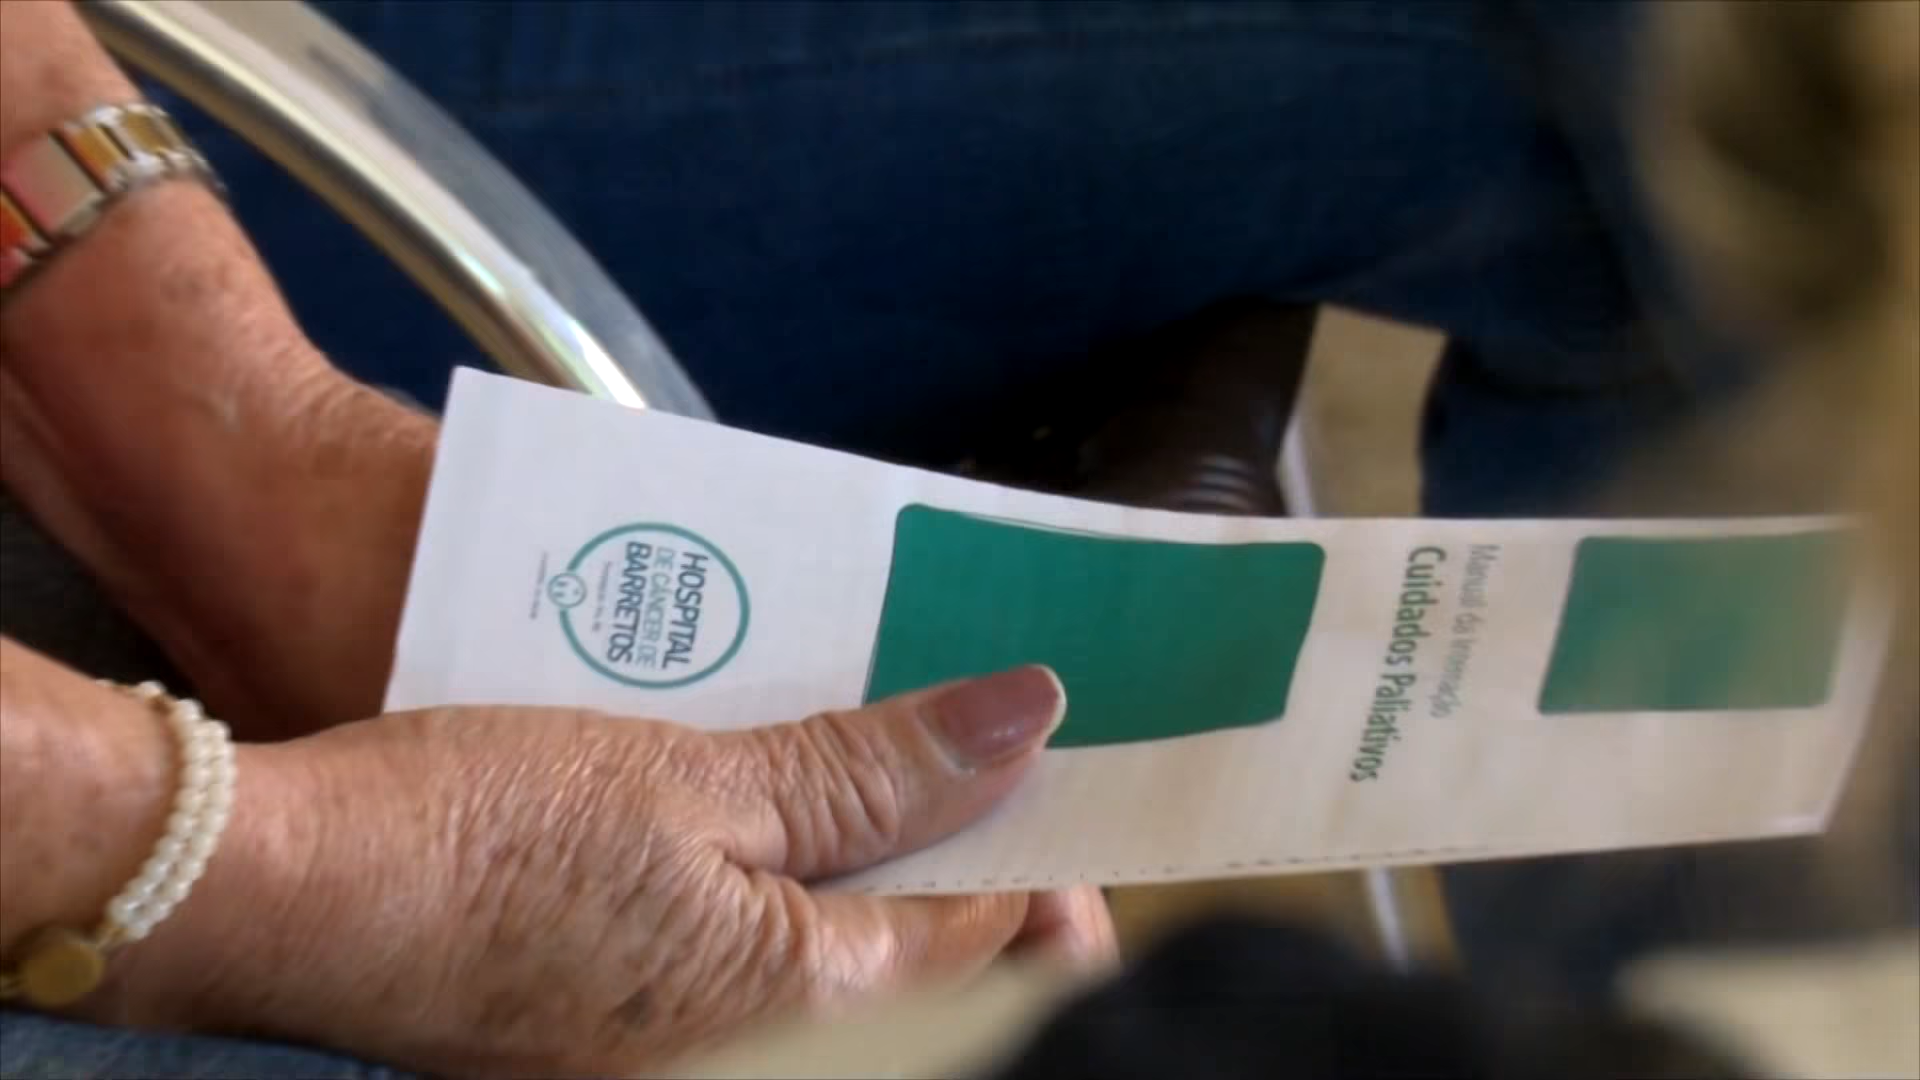 Manual da Internação
Cuidados Paliativos
HOSPITAL
DE CÂNCER DE
BARRETOS